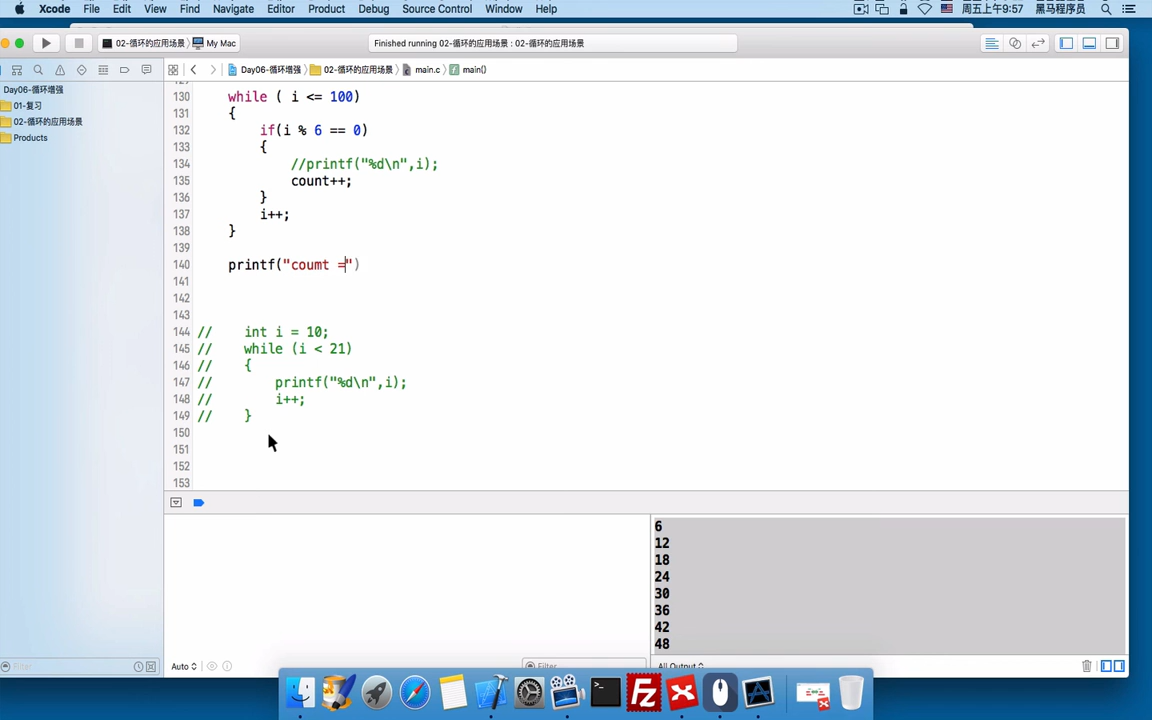 Xcode File Edit View Find Navigate Editor Product Debug Source Control Window Help 周五上午9:57 黑马程序员
02-循环的应用场景 My Mac Finished running 02-循环的应用场景 : 02-循环的应用场景
Day06-循环增强 02-循环的应用场景 main.c main()
Day06-循环增强
01-复习
02-循环的应用场景
Products
130 while ( i <= 100)
131 {
132 if(i % 6 == 0)
133 {
134 //printf("%d\n",i);
135 count++;
136 }
137 i++;
138 }
139
140 printf("coumt =")
141
142
143
144 // int i = 10;
145 // while (i < 21)
146 // {
147 // printf("%d\n",i);
148 // i++;
149 // }
150
151
152
153
6
12
18
24
30
36
42
48
Filter Auto Filter All Output